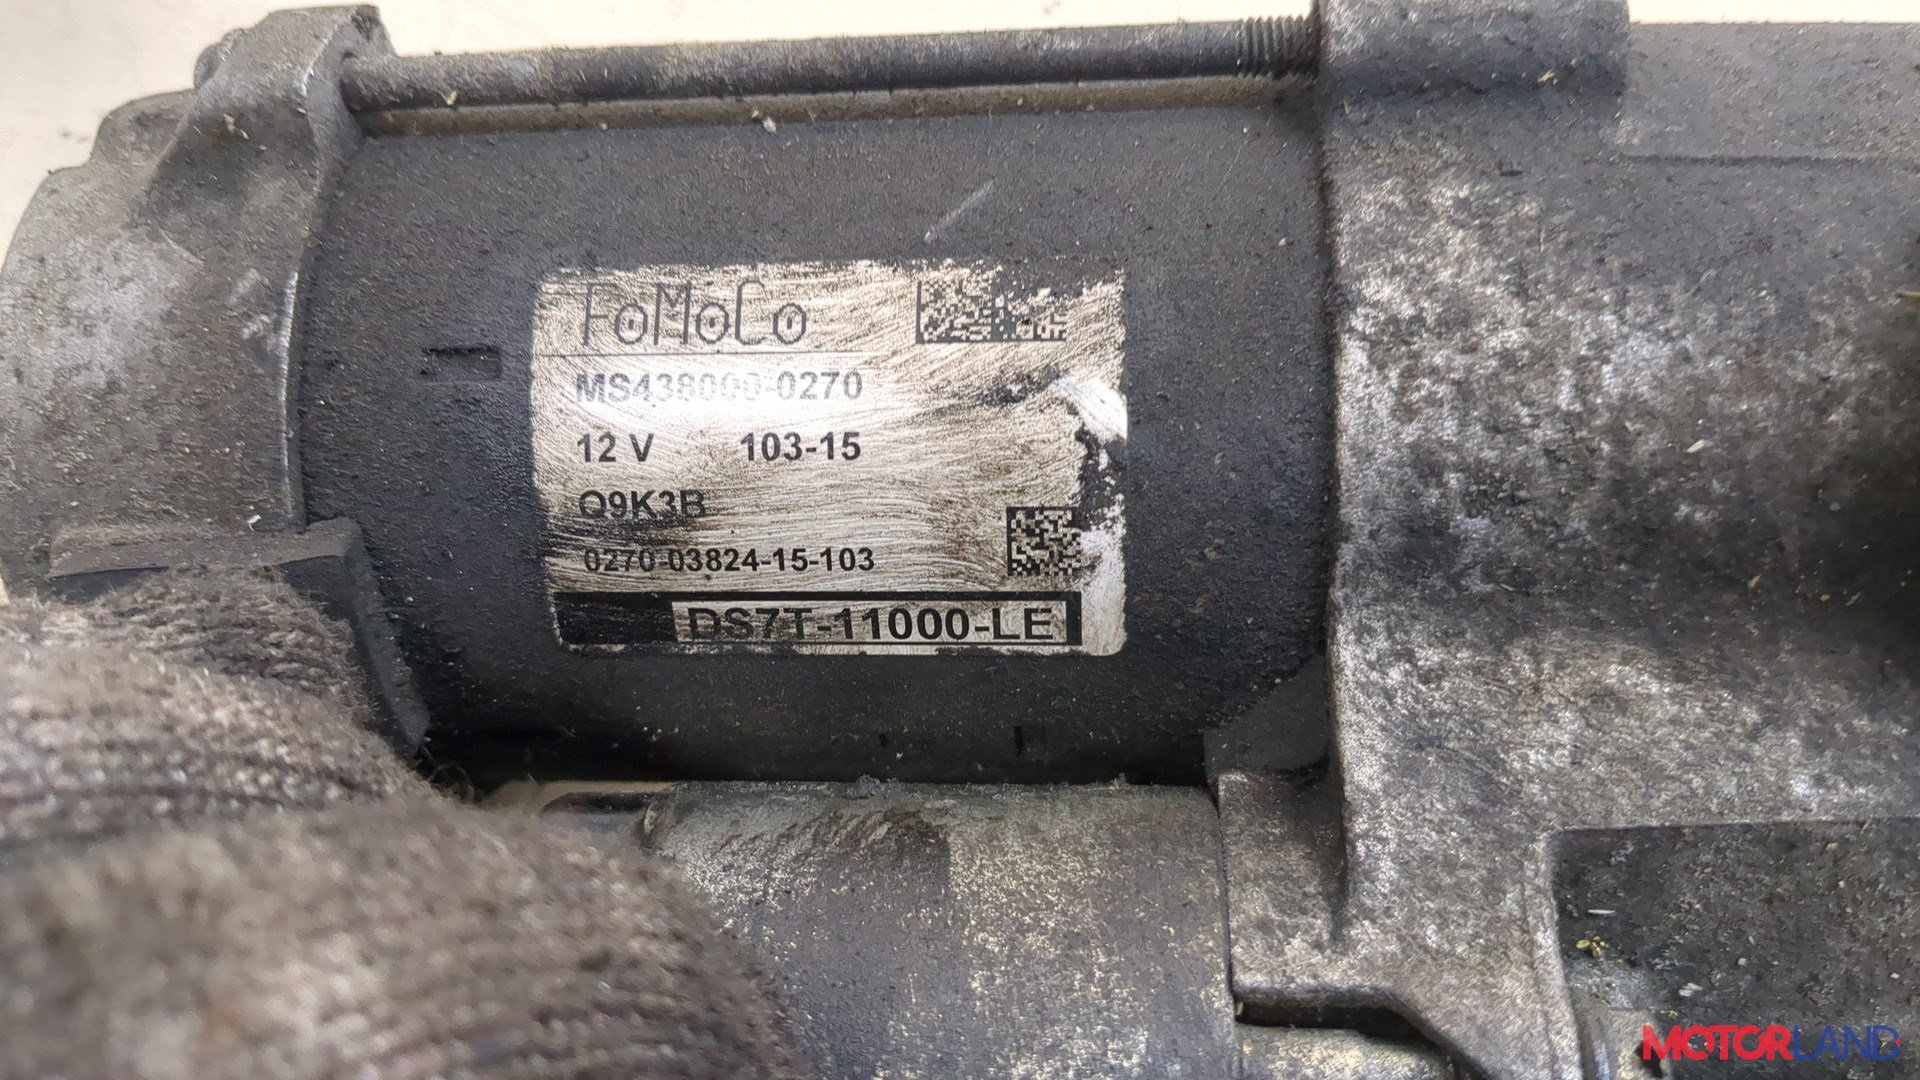 FoMoCo
MS438000-0270
12 V 103-15
Q9K3B
0270-03824-15-103
DS7T-11000-LE
MOTORLAND